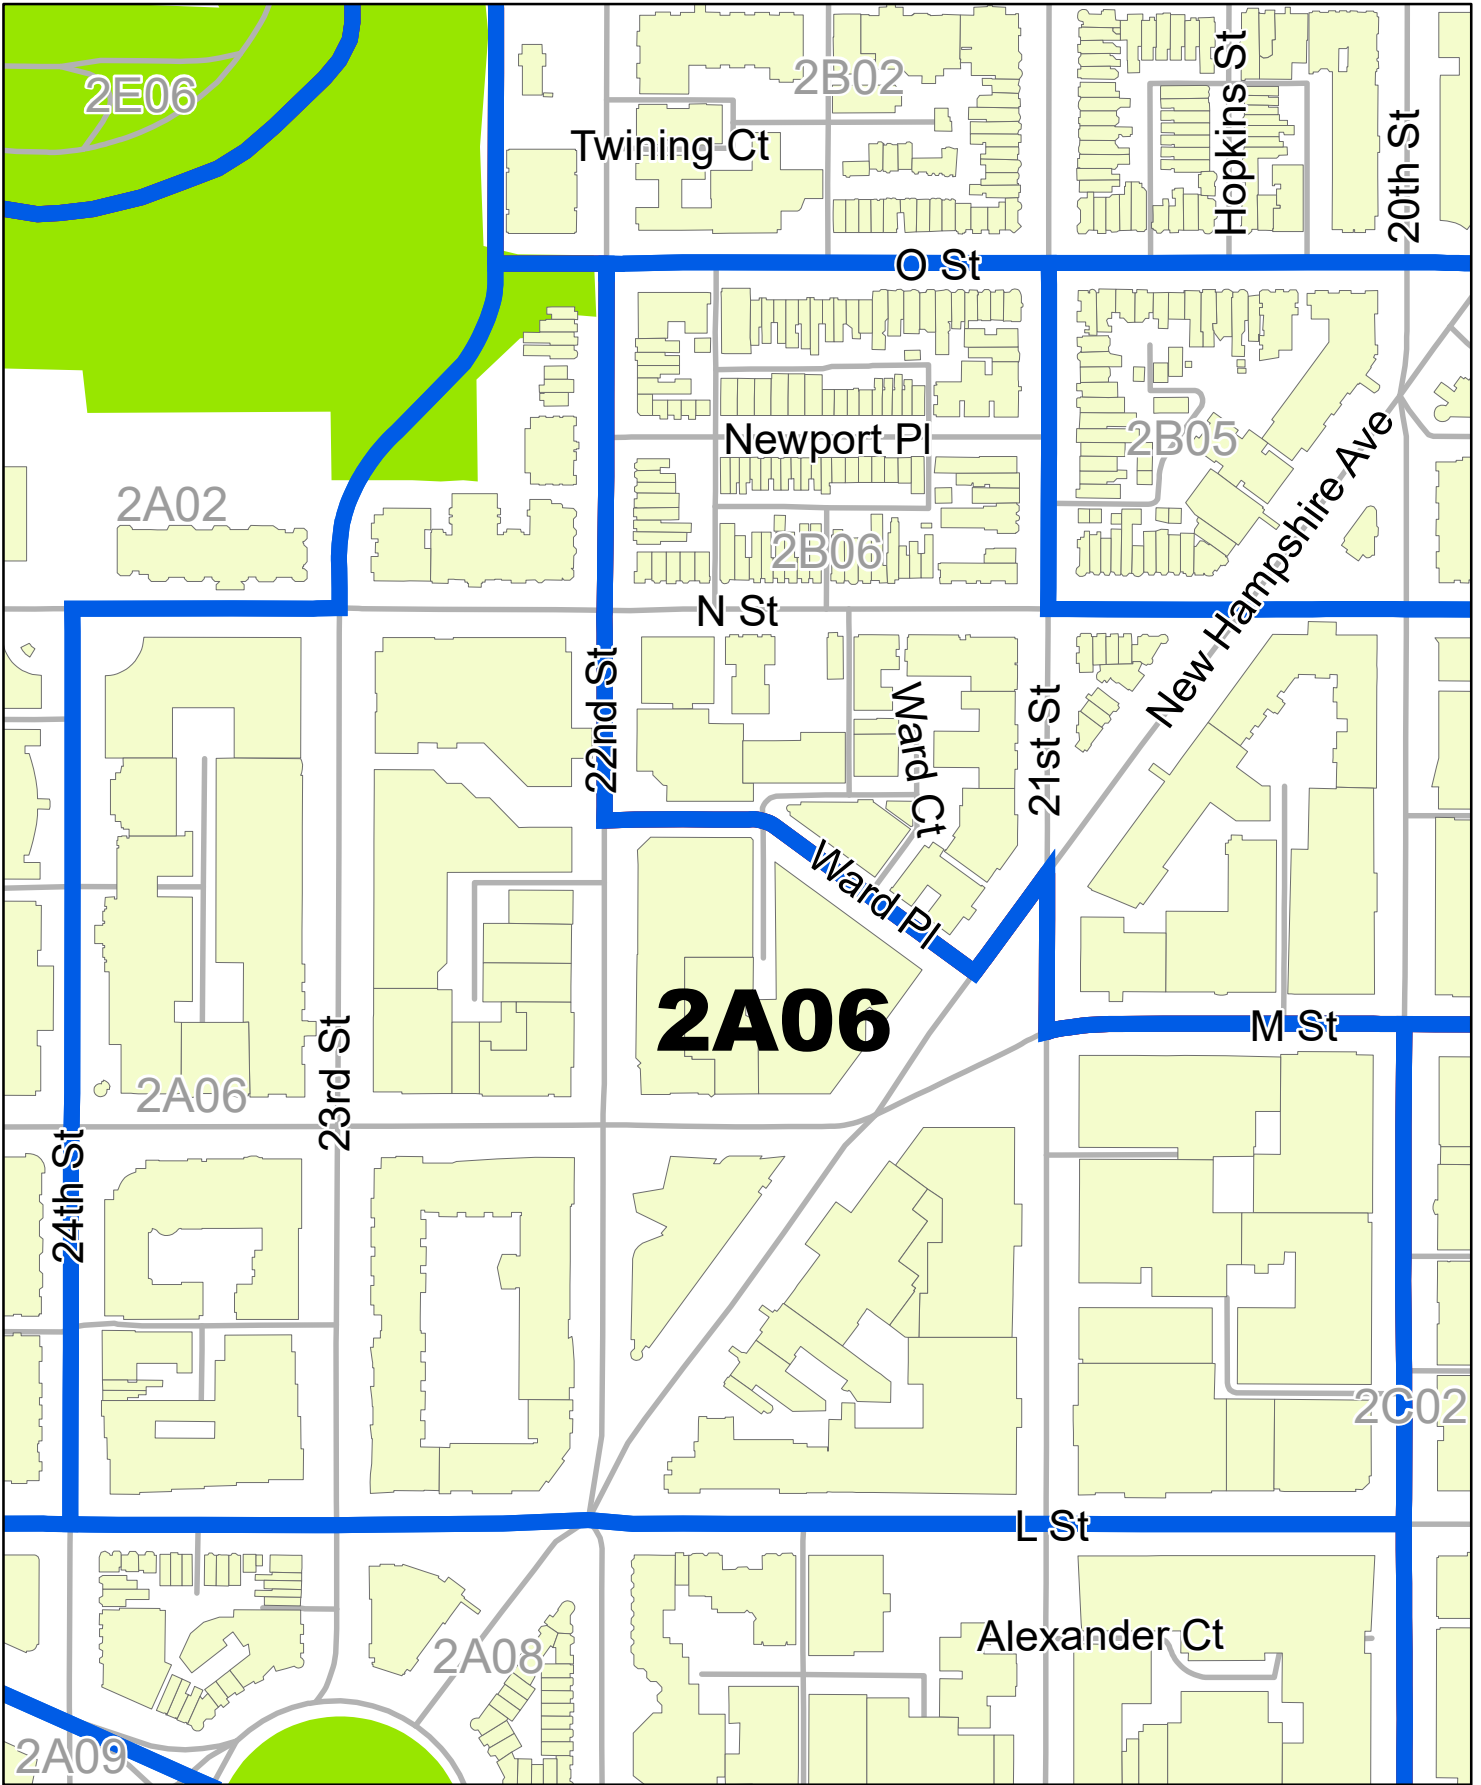 2E06
2B02
Twining Ct
Hopkins St
20th St
O St
Newport Pl
2B05
New Hampshire Ave
2A02
2B06
N St
22nd St
Ward Ct
21st St
Ward Pl
2A06
M St
23rd St
2A06
24th St
2C02
L St
Alexander Ct
2A08
2A09